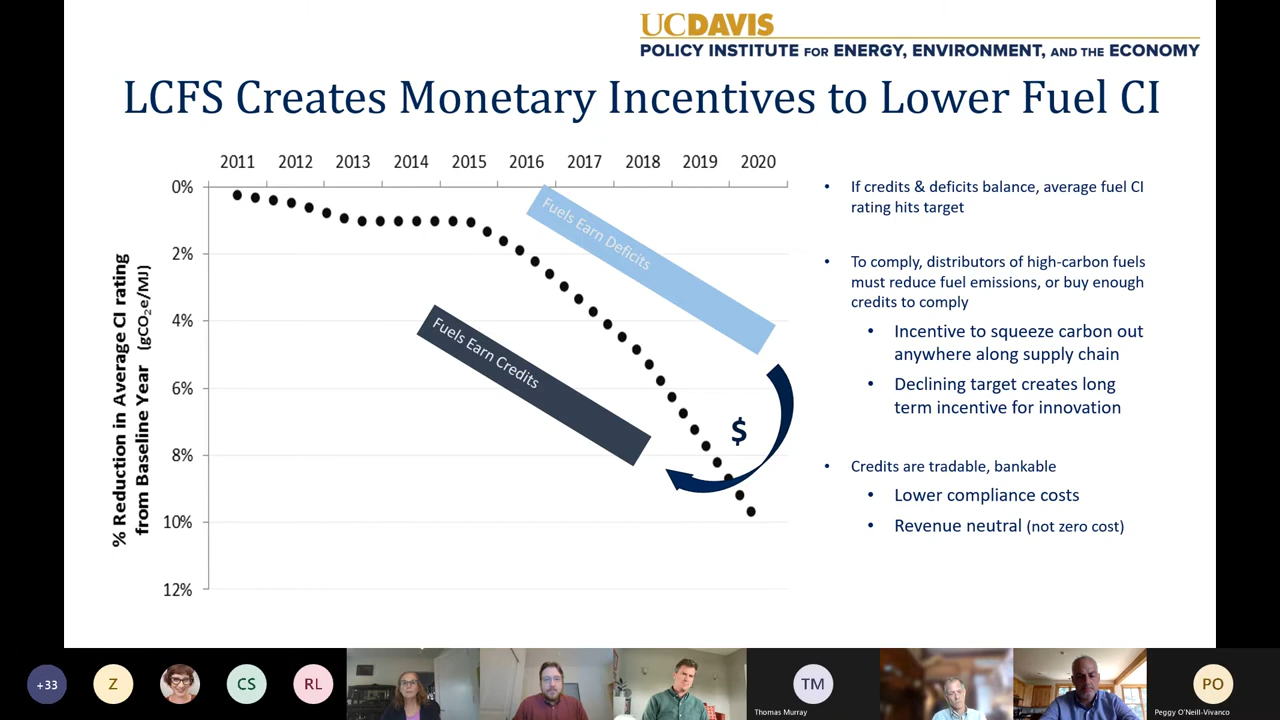 UCDAVIS
POLICY INSTITUTE FOR ENERGY, ENVIRONMENT, AND THE ECONOMY
LCFS Creates Monetary Incentives to Lower Fuel CI
2011 2012 2013 2014 2015 2016 2017 2018 2019 2020
0%
2%
4%
6%
8%
10%
12%
% Reduction in Average CI rating
from Baseline Year (gCO₂e/MJ)
Fuels Earn Deficits
Fuels Earn Credits
$
• If credits & deficits balance, average fuel CI
rating hits target
• To comply, distributors of high-carbon fuels
must reduce fuel emissions, or buy enough
credits to comply
• Incentive to squeeze carbon out
anywhere along supply chain
• Declining target creates long
term incentive for innovation
• Credits are tradable, bankable
• Lower compliance costs
• Revenue neutral (not zero cost)
+33
Z
CS
RL
TM
Thomas Murray
PO
Peggy O'Neill-Vivanco